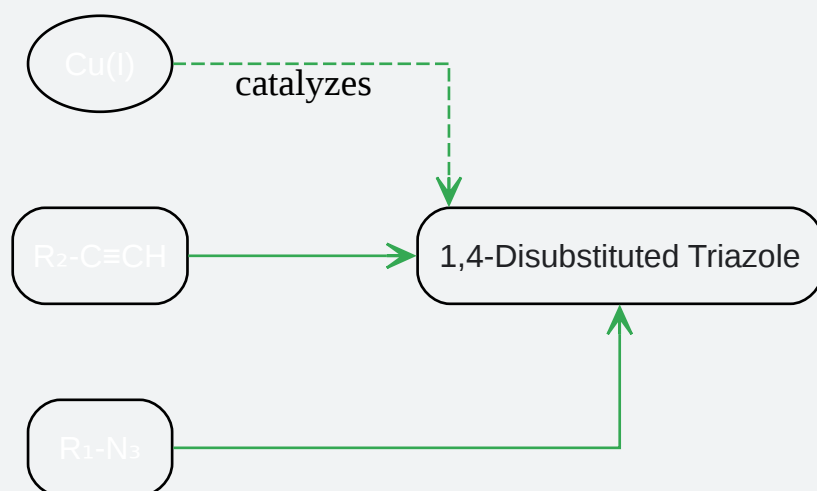 Cu(I)
catalyzes
R₂-C≡CH
1,4-Disubstituted Triazole
R₁-N₃